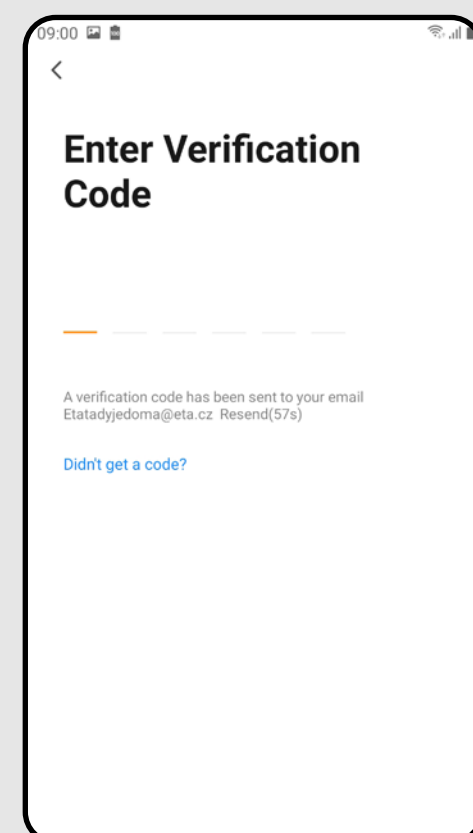 09:00
Enter Verification
Code
A verification code has been sent to your email
Etatadyjedoma@eta.cz Resend(57s)
Didn't get a code?